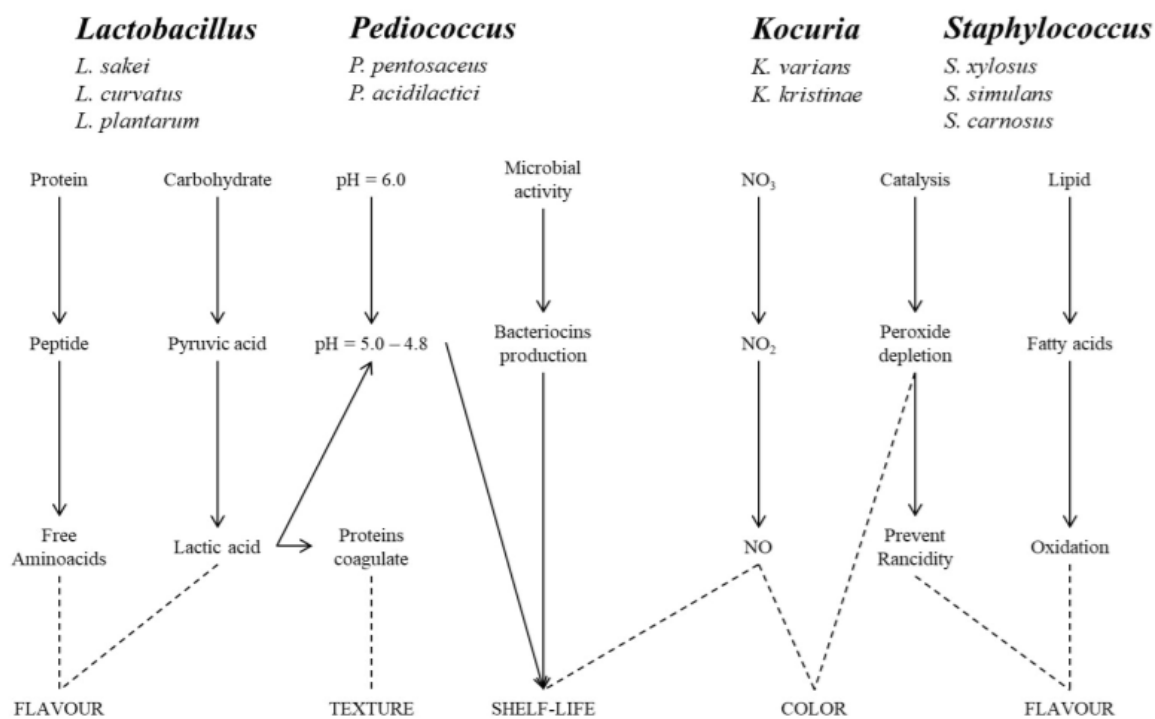 Lactobacillus
L. sakei
L. curvatus
L. plantarum
Pediococcus
P. pentosaceus
P. acidilactici
Kocuria
K. varians
K. kristinae
Staphylococcus
S. xylosus
S. simulans
S. carnosus
Protein
Carbohydrate
pH = 6.0
Microbial
activity
NO₃
Catalysis
Lipid
Peptide
Pyruvic acid
pH = 5.0 – 4.8
Bacteriocins
production
NO₂
Peroxide
depletion
Fatty acids
Free
Aminoacids
Lactic acid
Proteins
coagulate
NO
Prevent
Rancidity
Oxidation
FLAVOUR
TEXTURE
SHELF-LIFE
COLOR
FLAVOUR